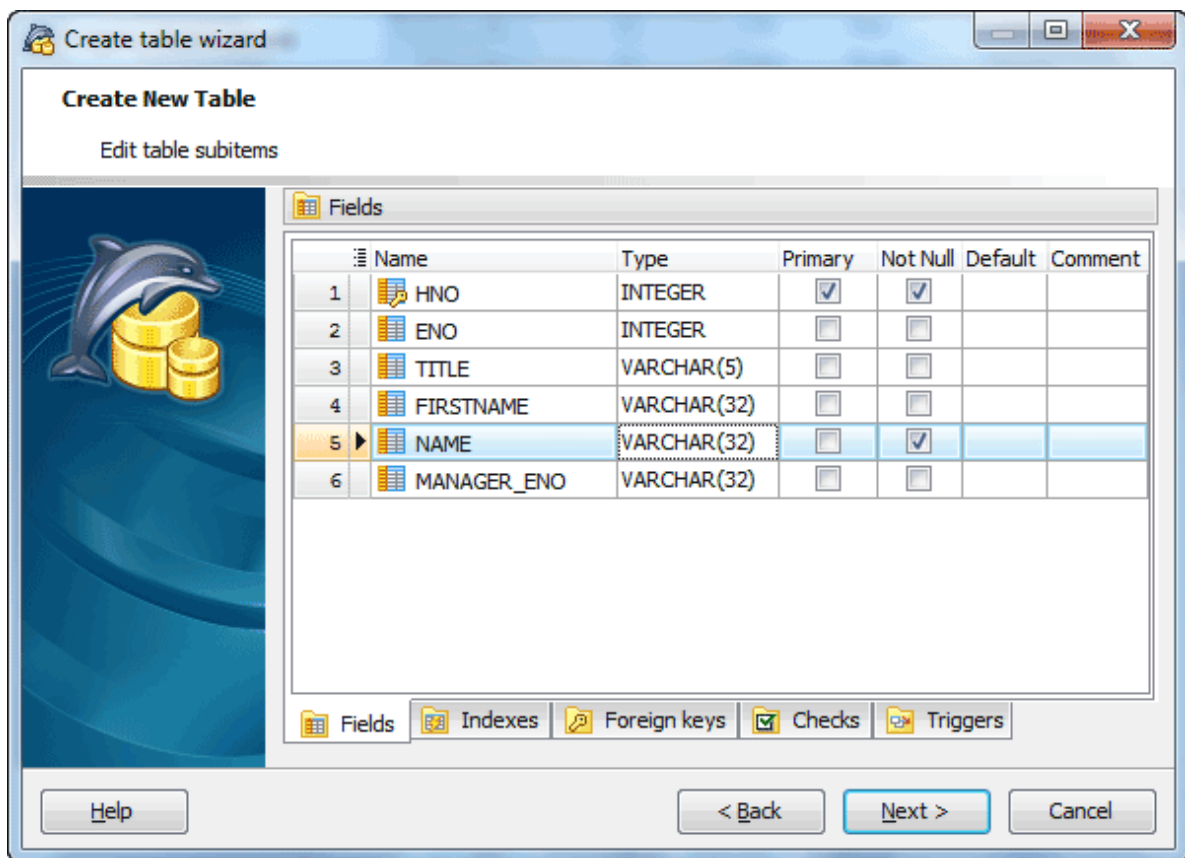 Create table wizard
Create New Table
Edit table subitems
Fields
Name Type Primary Not Null Default Comment
1 HNO INTEGER
2 ENO INTEGER
3 TITLE VARCHAR(5)
4 FIRSTNAME VARCHAR(32)
5 NAME VARCHAR(32)
6 MANAGER_ENO VARCHAR(32)
Fields Indexes Foreign keys Checks Triggers
Help < Back Next > Cancel